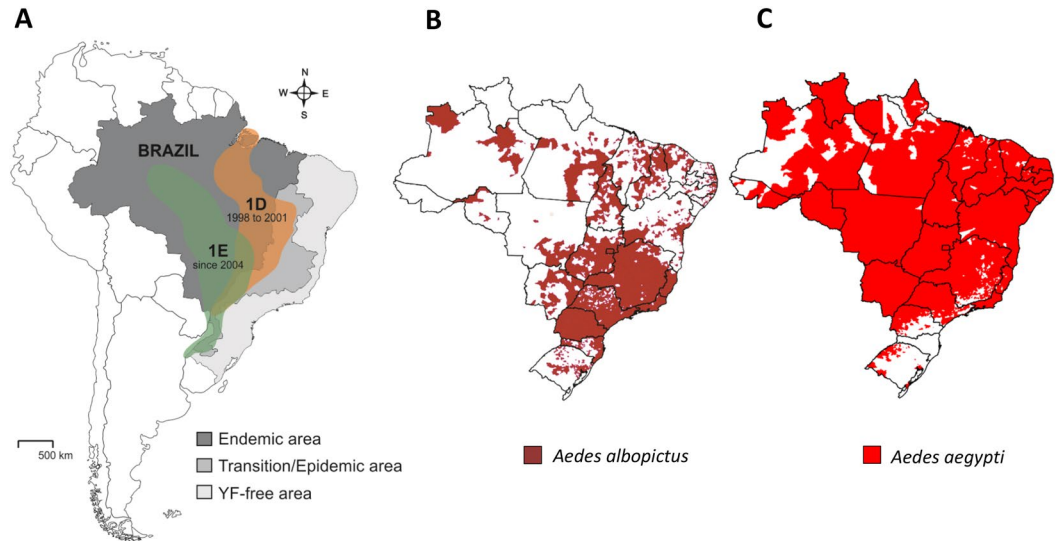 A
B
C
N
W E
S
BRAZIL
1D
1998 to 2001
1E
since 2004
500 km
Endemic area
Transition/Epidemic area
YF-free area
Aedes albopictus
Aedes aegypti